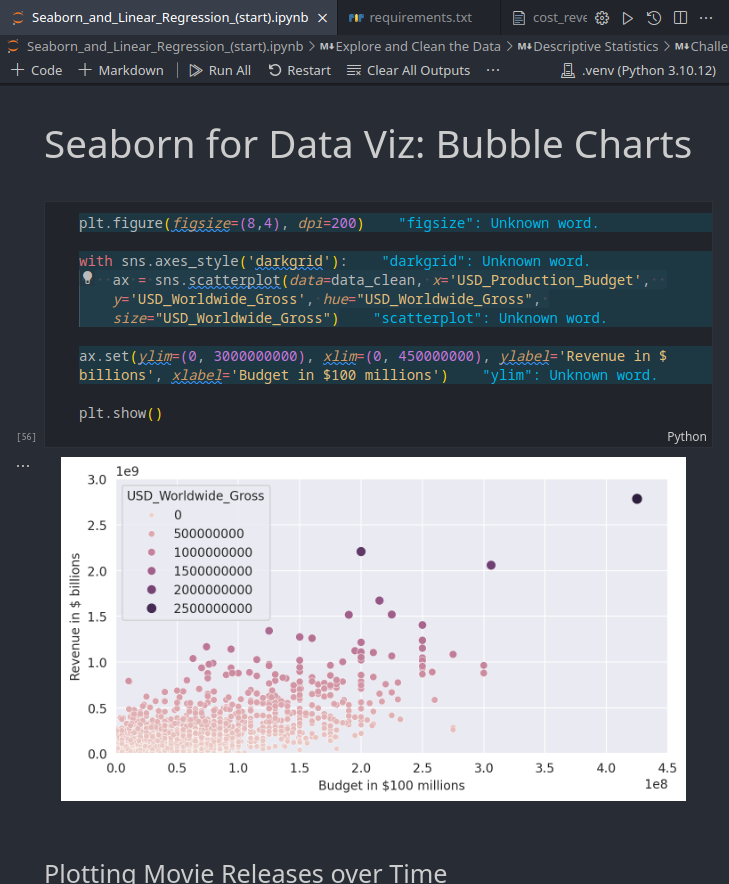 Seaborn_and_Linear_Regression_(start).ipynb × requirements.txt cost_reve ···
Seaborn_and_Linear_Regression_(start).ipynb > M↓Explore and Clean the Data > M↓Descriptive Statistics > M↓Challe
+ Code + Markdown | Run All Restart Clear All Outputs ··· .venv (Python 3.10.12)
Seaborn for Data Viz: Bubble Charts
plt.figure(figsize=(8,4), dpi=200) "figsize": Unknown word.
with sns.axes_style('darkgrid'): "darkgrid": Unknown word.
ax = sns.scatterplot(data=data_clean, x='USD_Production_Budget',
y='USD_Worldwide_Gross', hue="USD_Worldwide_Gross",
size="USD_Worldwide_Gross") "scatterplot": Unknown word.
ax.set(ylim=(0, 3000000000), xlim=(0, 450000000), ylabel='Revenue in $
billions', xlabel='Budget in $100 millions') "ylim": Unknown word.
plt.show()
[56] Python
...
1e9
3.0
2.5
2.0
1.5
1.0
0.5
0.0
Revenue in $ billions
USD_Worldwide_Gross
0
500000000
1000000000
1500000000
2000000000
2500000000
0.0 0.5 1.0 1.5 2.0 2.5 3.0 3.5 4.0 4.5
Budget in $100 millions 1e8
Plotting Movie Releases over Time